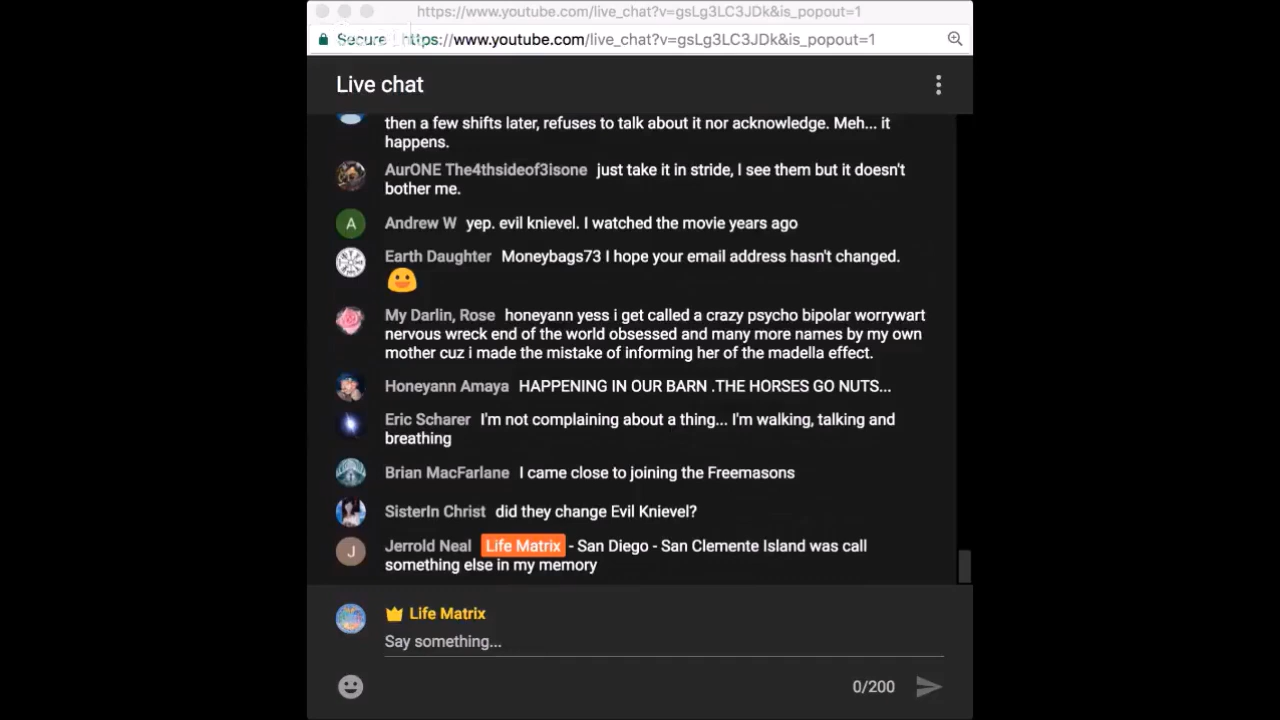 https://www.youtube.com/live_chat?v=gsLg3LC3JDk&is_popout=1
Secure https://www.youtube.com/live_chat?v=gsLg3LC3JDk&is_popout=1
Live chat
then a few shifts later, refuses to talk about it nor acknowledge. Meh... it
happens.
AurONE The4thsideof3isone just take it in stride, I see them but it doesn't
bother me.
A Andrew W yep. evil knievel. I watched the movie years ago
Earth Daughter Moneybags73 I hope your email address hasn't changed.
My Darlin, Rose honeyann yess i get called a crazy psycho bipolar worrywart
nervous wreck end of the world obsessed and many more names by my own
mother cuz i made the mistake of informing her of the madella effect.
Honeyann Amaya HAPPENING IN OUR BARN .THE HORSES GO NUTS...
Eric Scharer I'm not complaining about a thing... I'm walking, talking and
breathing
Brian MacFarlane I came close to joining the Freemasons
SisterIn Christ did they change Evil Knievel?
J Jerrold Neal Life Matrix - San Diego - San Clemente Island was call
something else in my memory
Life Matrix
Say something...
0/200